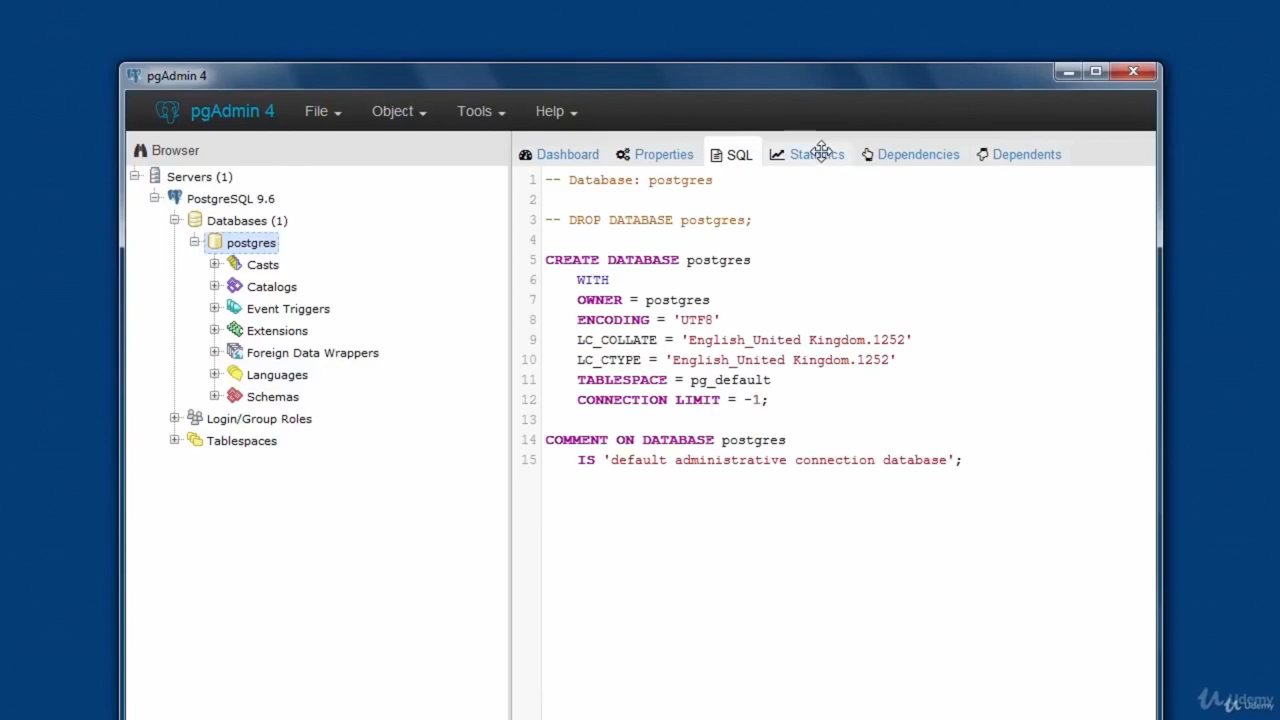 pgAdmin 4
pgAdmin 4 File Object Tools Help
Browser
Dashboard Properties SQL Statistics Dependencies Dependents
Servers (1)
PostgreSQL 9.6
Databases (1)
postgres
Casts
Catalogs
Event Triggers
Extensions
Foreign Data Wrappers
Languages
Schemas
Login/Group Roles
Tablespaces
1 -- Database: postgres
2
3 -- DROP DATABASE postgres;
4
5 CREATE DATABASE postgres
6 WITH
7 OWNER = postgres
8 ENCODING = 'UTF8'
9 LC_COLLATE = 'English_United Kingdom.1252'
10 LC_CTYPE = 'English_United Kingdom.1252'
11 TABLESPACE = pg_default
12 CONNECTION LIMIT = -1;
13
14 COMMENT ON DATABASE postgres
15 IS 'default administrative connection database';
Udemy